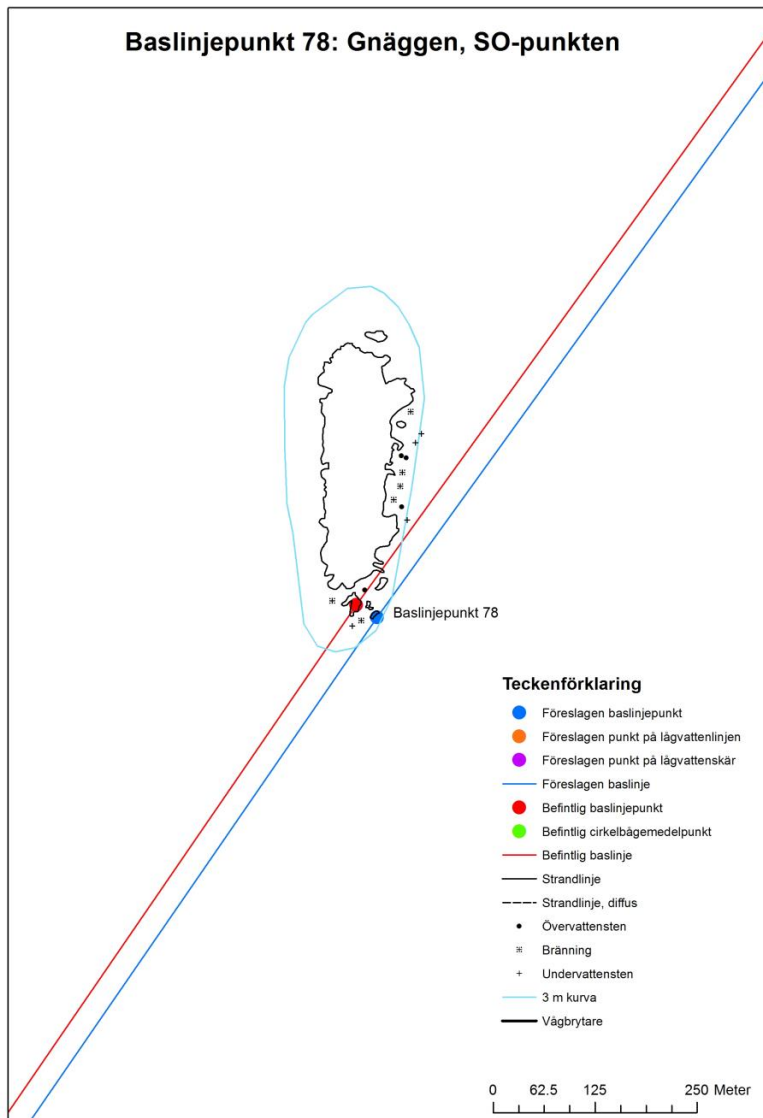 Baslinjepunkt 78: Gnäggen, SO-punkten
Baslinjepunkt 78
Teckenförklaring
Föreslagen baslinjepunkt
Föreslagen punkt på lågvattenlinjen
Föreslagen punkt på lågvattenskär
Föreslagen baslinje
Befintlig baslinjepunkt
Befintlig cirkelbågemedelpunkt
Befintlig baslinje
Strandlinje
Strandlinje, diffus
Övervattensten
Bränning
Undervattensten
3 m kurva
Vågbrytare
0 62.5 125 250 Meter